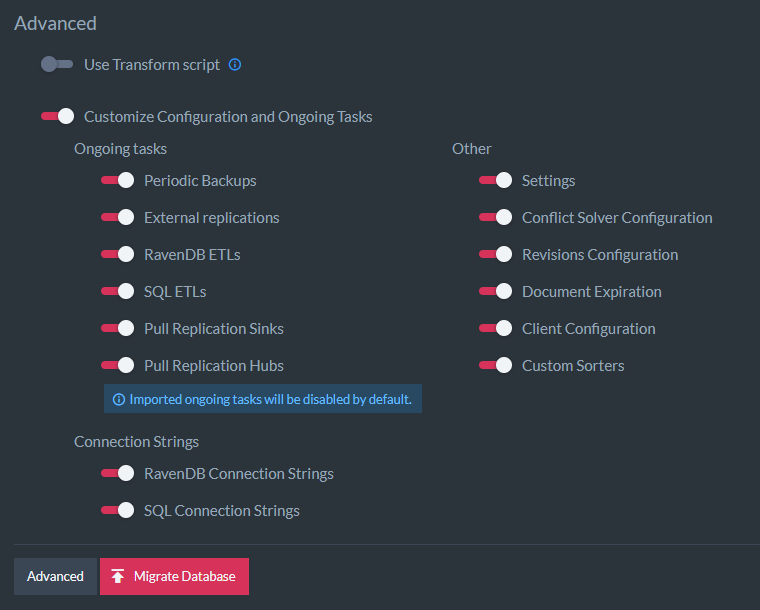 Advanced
Use Transform script
Customize Configuration and Ongoing Tasks
Ongoing tasks
Periodic Backups
External replications
RavenDB ETLs
SQL ETLs
Pull Replication Sinks
Pull Replication Hubs
Imported ongoing tasks will be disabled by default.
Other
Settings
Conflict Solver Configuration
Revisions Configuration
Document Expiration
Client Configuration
Custom Sorters
Connection Strings
RavenDB Connection Strings
SQL Connection Strings
Advanced
Migrate Database